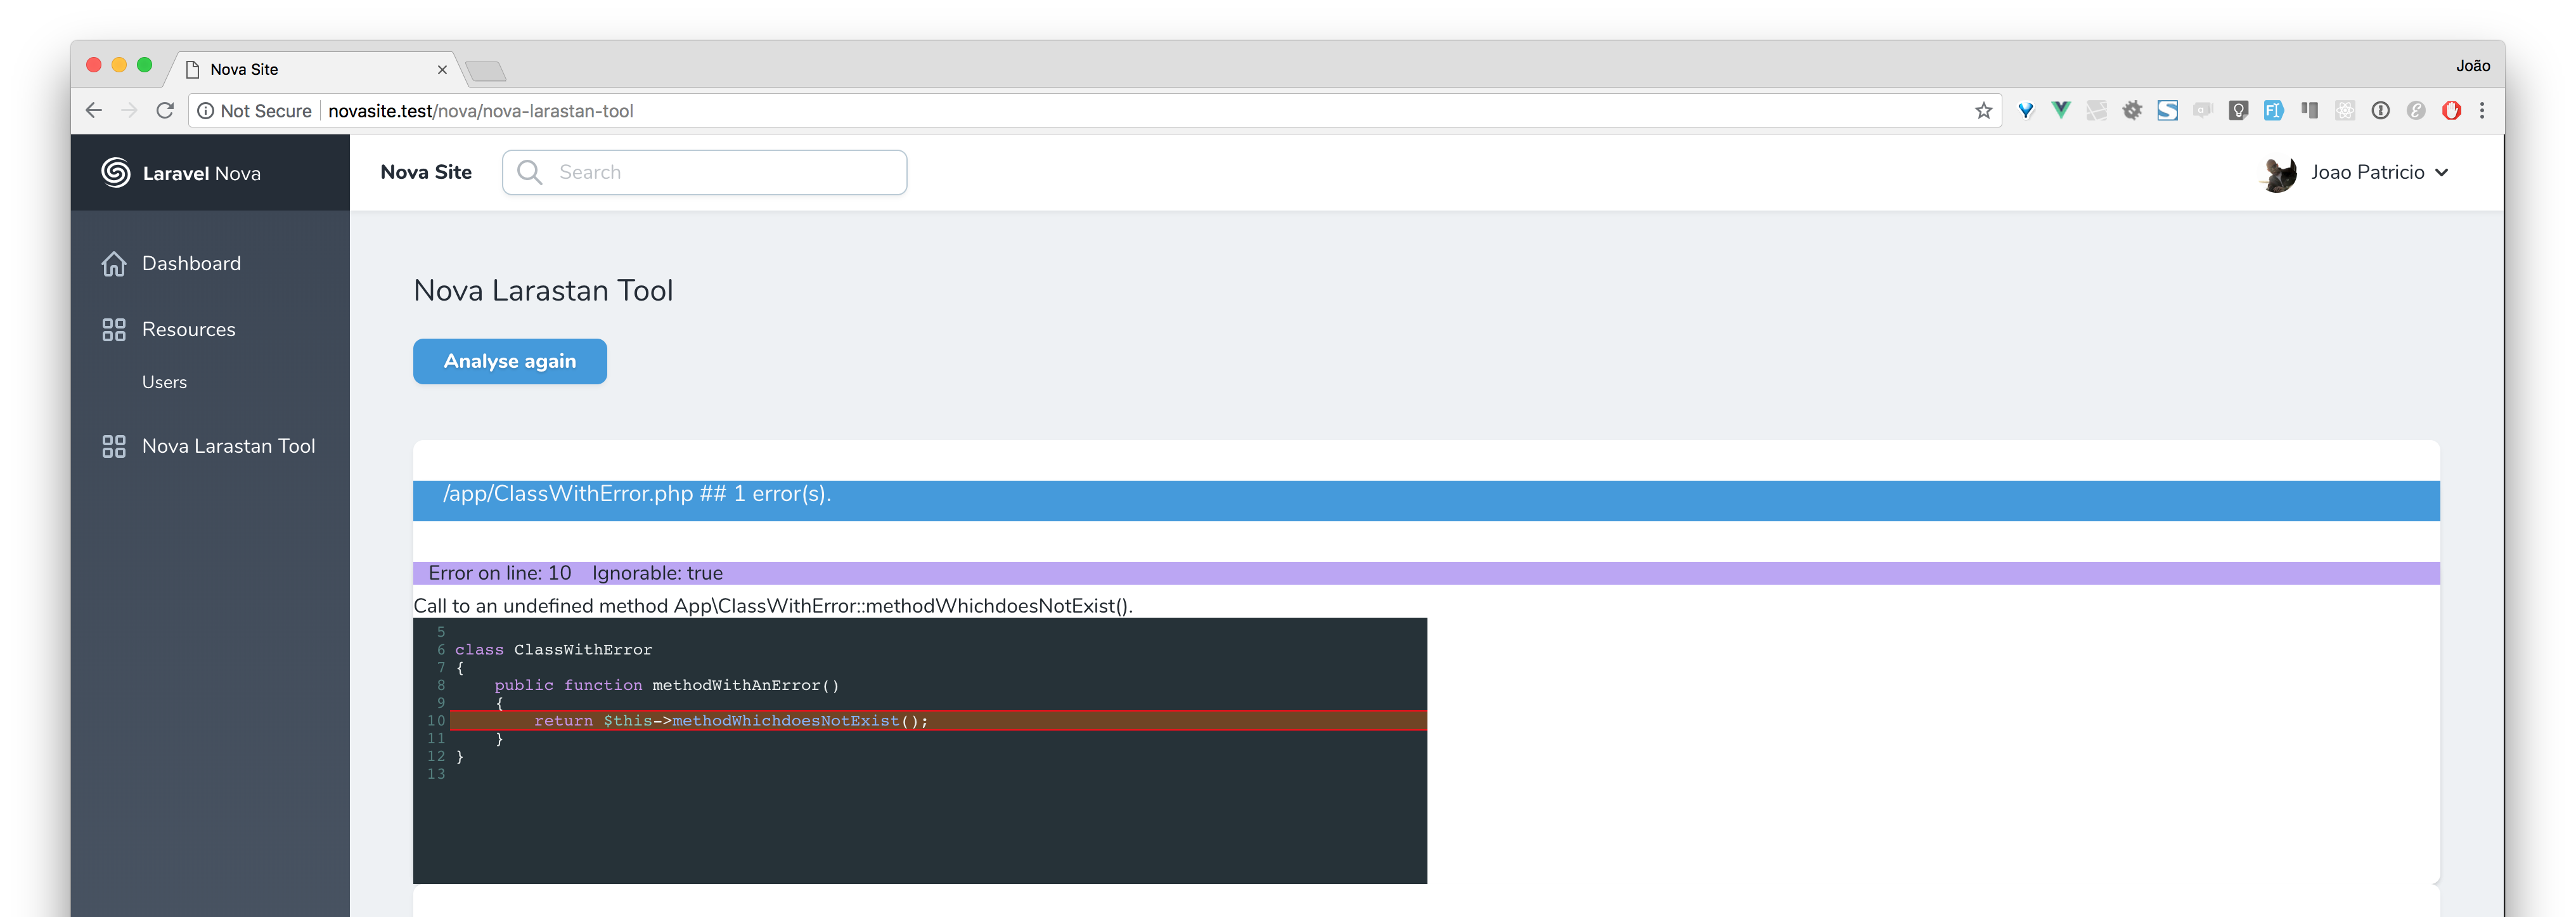 Nova Site
João
Not Secure novasite.test/nova/nova-larastan-tool
Laravel Nova
Nova Site
Search
Joao Patricio
Dashboard
Resources
Users
Nova Larastan Tool
Nova Larastan Tool
Analyse again
/app/ClassWithError.php ## 1 error(s).
Error on line: 10 Ignorable: true
Call to an undefined method App\ClassWithError::methodWhichdoesNotExist().
5
6 class ClassWithError
7 {
8 public function methodWithAnError()
9 {
10 return $this->methodWhichdoesNotExist();
11 }
12 }
13